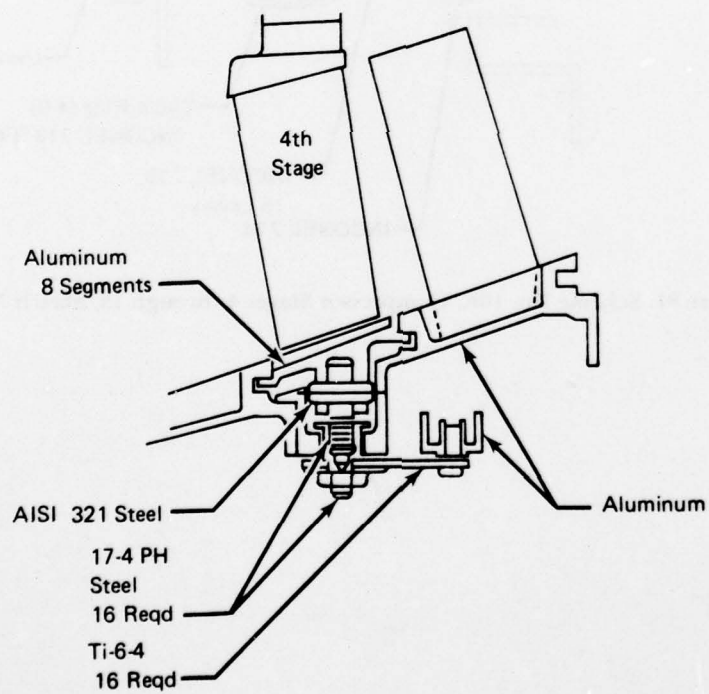 4th
Stage
Aluminum
8 Segments
AISI 321 Steel
Aluminum
17-4 PH
Steel
16 Reqd
Ti-6-4
16 Reqd